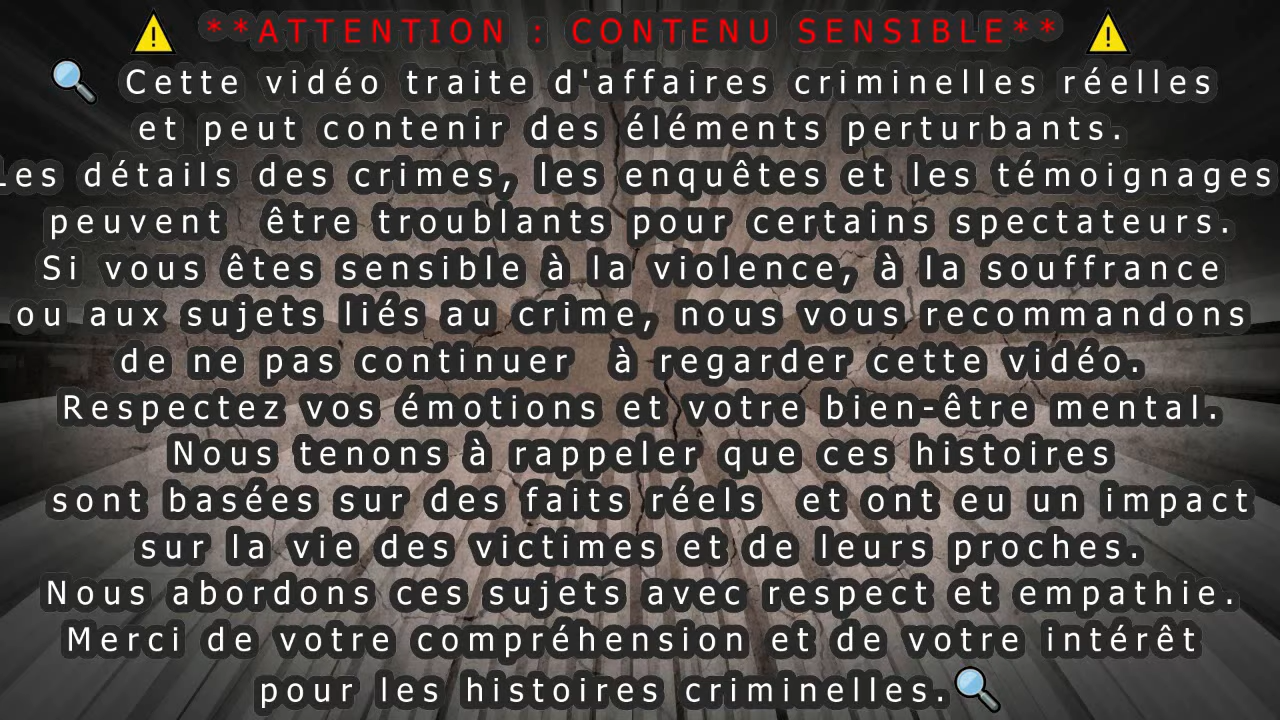 ⚠ **ATTENTION : CONTENU SENSIBLE** ⚠
🔍 Cette vidéo traite d'affaires criminelles réelles
et peut contenir des éléments perturbants.
Les détails des crimes, les enquêtes et les témoignages
peuvent être troublants pour certains spectateurs.
Si vous êtes sensible à la violence, à la souffrance
ou aux sujets liés au crime, nous vous recommandons
de ne pas continuer à regarder cette vidéo.
Respectez vos émotions et votre bien-être mental.
Nous tenons à rappeler que ces histoires
sont basées sur des faits réels et ont eu un impact
sur la vie des victimes et de leurs proches.
Nous abordons ces sujets avec respect et empathie.
Merci de votre compréhension et de votre intérêt
pour les histoires criminelles.🔍